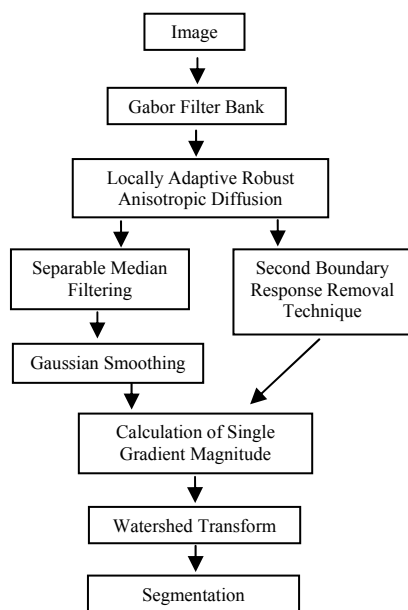 Image
Gabor Filter Bank
Locally Adaptive Robust
Anisotropic Diffusion
Separable Median
Filtering
Second Boundary
Response Removal
Technique
Gaussian Smoothing
Calculation of Single
Gradient Magnitude
Watershed Transform
Segmentation